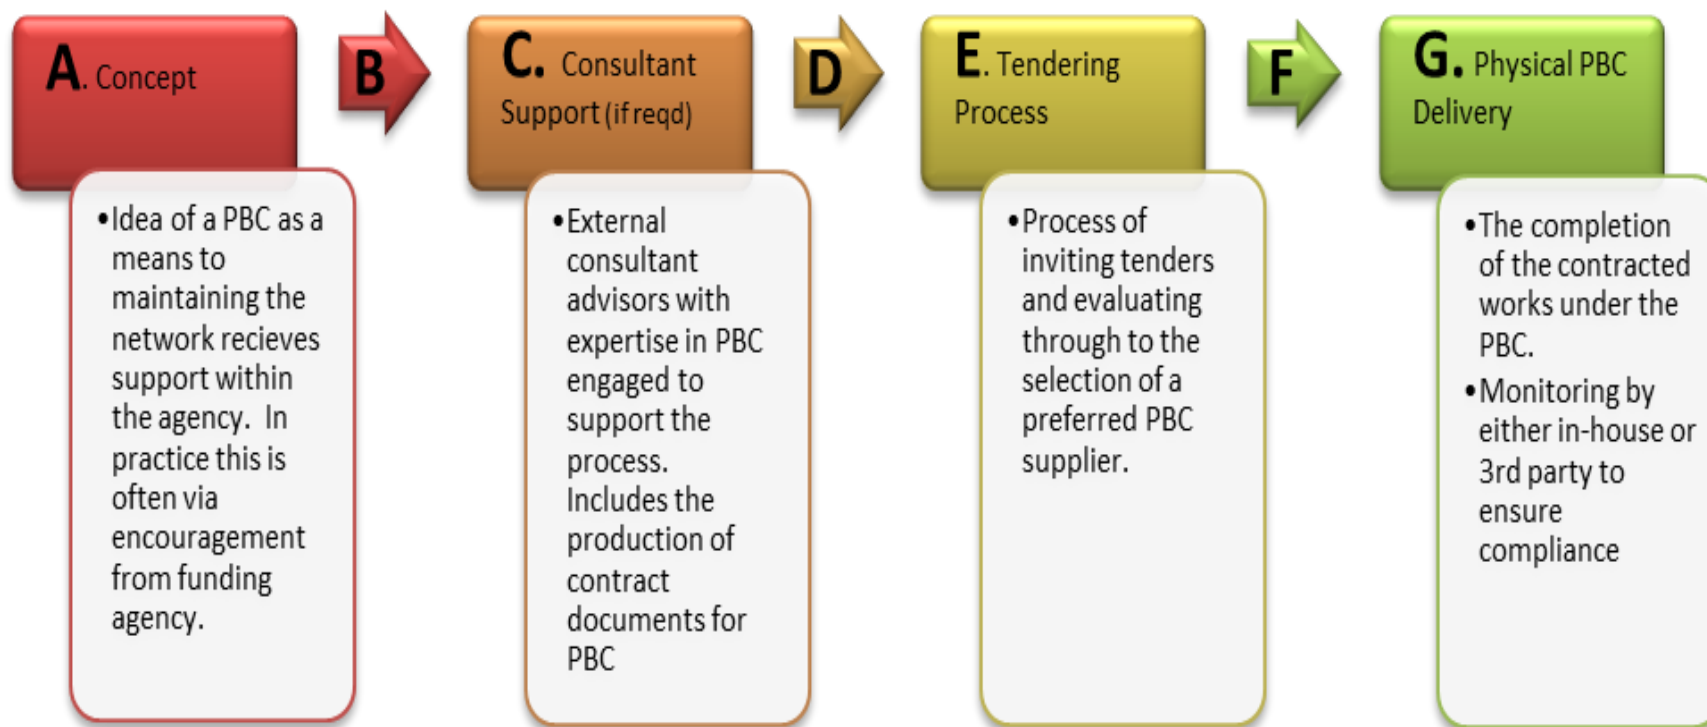 A. Concept
B
C. Consultant
Support (if reqd)
D
E. Tendering
Process
F
G. Physical PBC
Delivery
•Idea of a PBC as a
means to
maintaining the
network recieves
support within
the agency. In
practice this is
often via
encouragement
from funding
agency.
•External
consultant
advisors with
expertise in PBC
engaged to
support the
process.
Includes the
production of
contract
documents for
PBC
•Process of
inviting tenders
and evaluating
through to the
selection of a
preferred PBC
supplier.
•The completion
of the contracted
works under the
PBC.
•Monitoring by
either in-house or
3rd party to
ensure
compliance